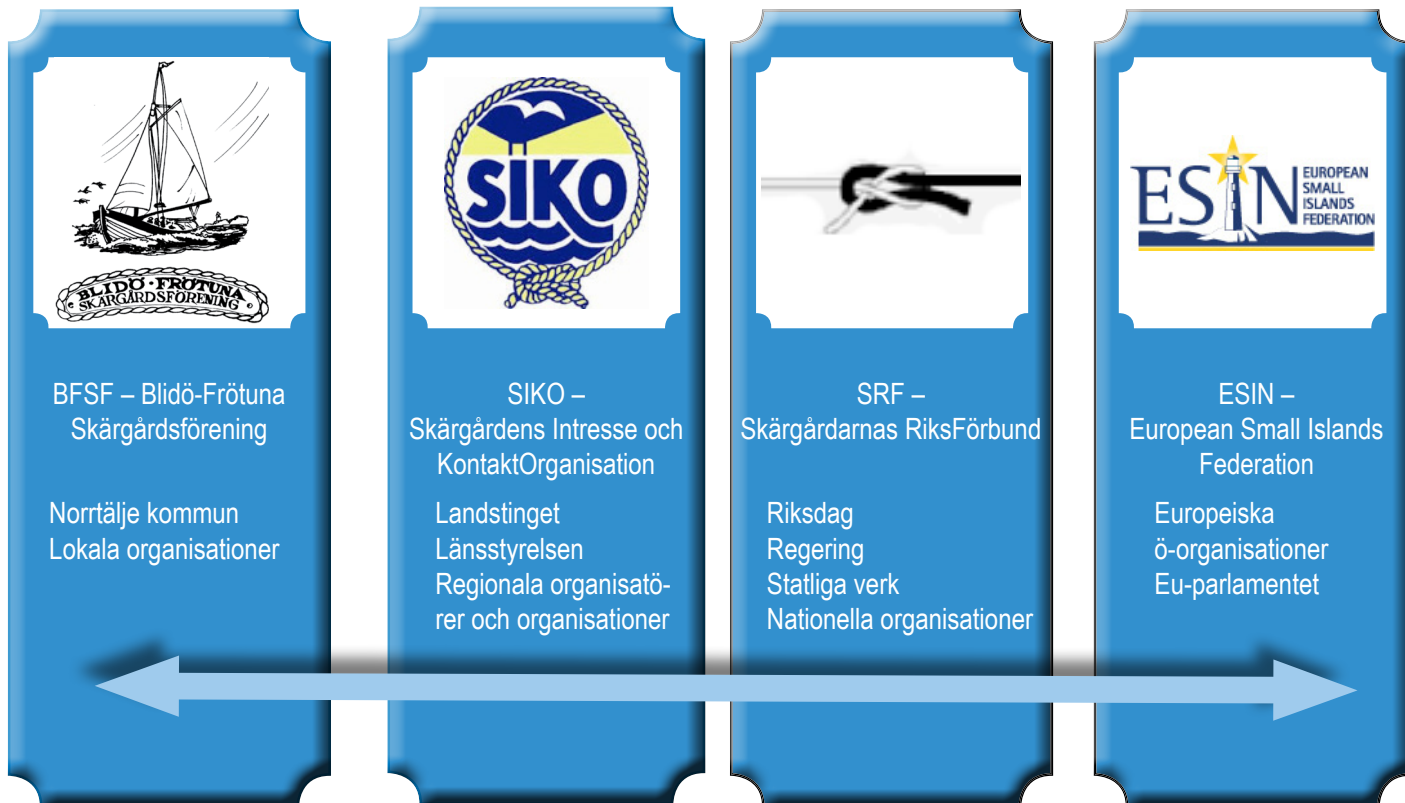 BLIDÖ · FRÖTUNA
SKÄRGÅRDSFÖRENING
BFSF – Blidö-Frötuna
Skärgårdsförening
Norrtälje kommun
Lokala organisationer
SIKO
SIKO –
Skärgårdens Intresse och
KontaktOrganisation
Landstinget
Länsstyrelsen
Regionala organisatö-
rer och organisationer
SRF –
Skärgårdarnas RiksFörbund
Riksdag
Regering
Statliga verk
Nationella organisationer
ESIN
EUROPEAN
SMALL
ISLANDS
FEDERATION
ESIN –
European Small Islands
Federation
Europeiska
ö-organisationer
Eu-parlamentet